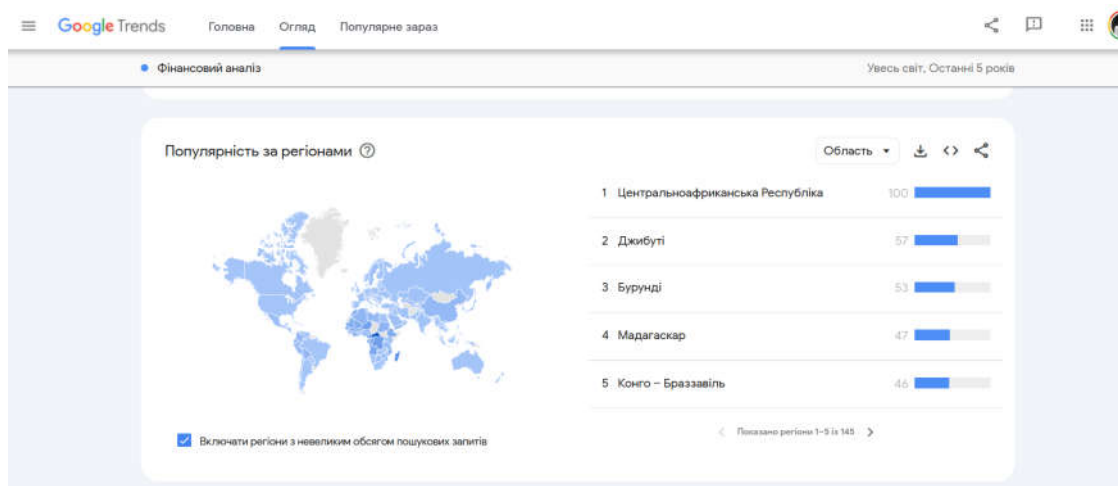 Google Trends Головна Огляд Популярне зараз
Фінансовий аналіз Увесь світ, Останні 5 років
Популярність за регіонами Область
1 Центральноафриканська Республіка 100
2 Джибуті 57
3 Бурунді 53
4 Мадагаскар 47
5 Конго – Браззавіль 46
Включати регіони з невеликим обсягом пошукових запитів
Показано регіони 1–5 із 145